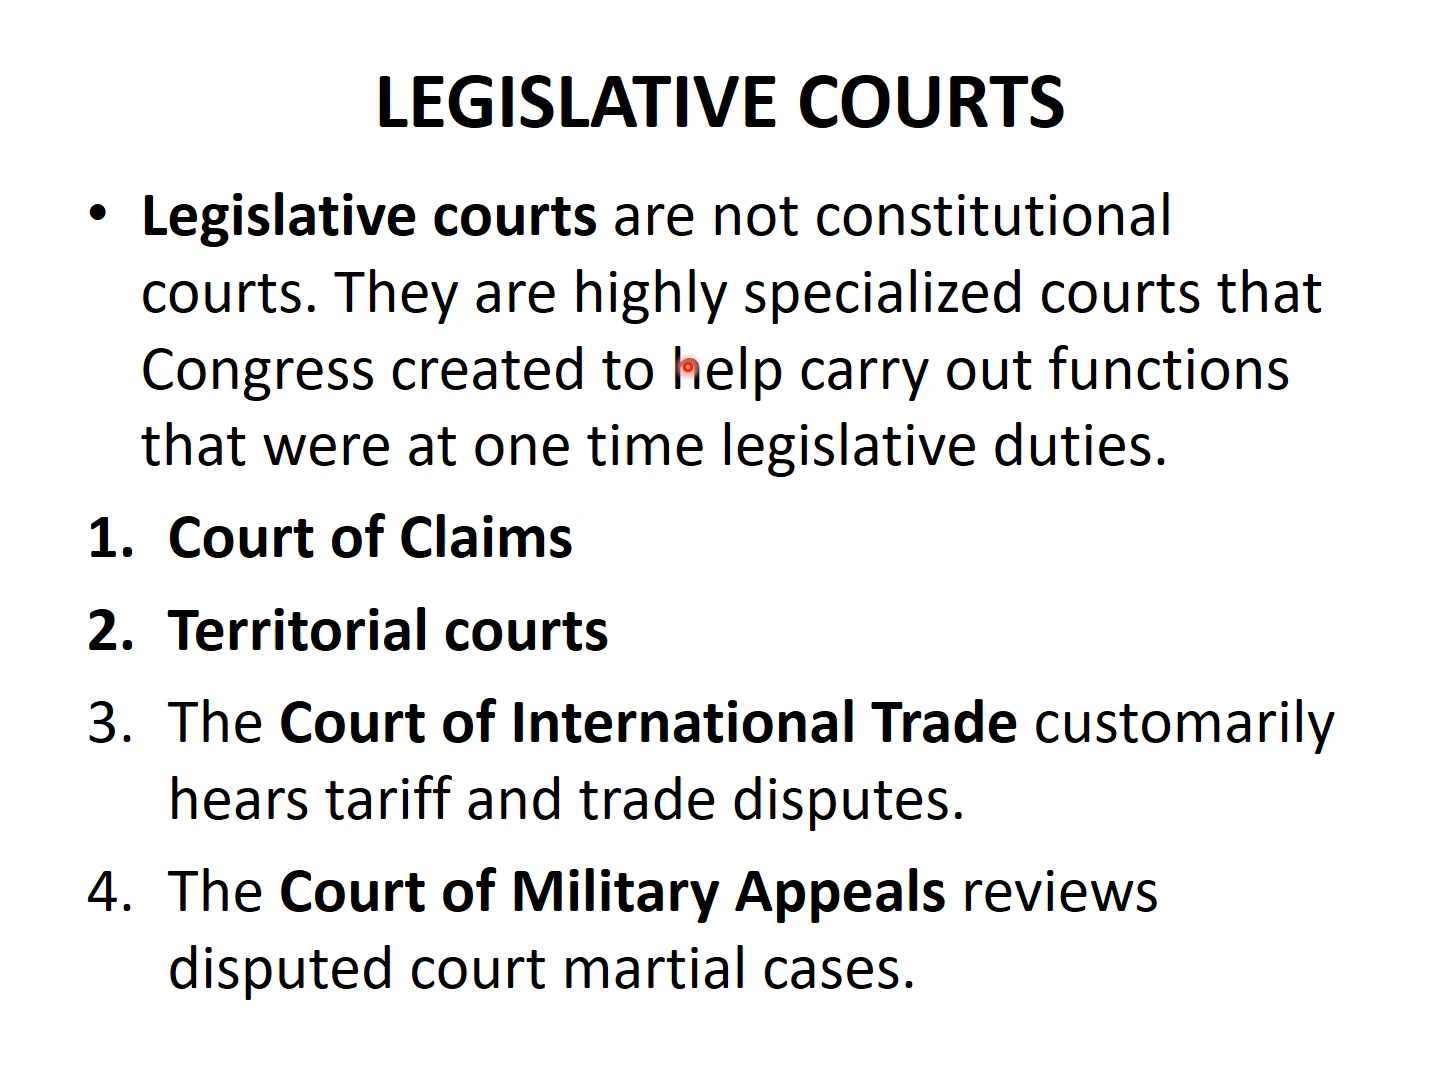 LEGISLATIVE COURTS
• Legislative courts are not constitutional
courts. They are highly specialized courts that
Congress created to help carry out functions
that were at one time legislative duties.
1. Court of Claims
2. Territorial courts
3. The Court of International Trade customarily
hears tariff and trade disputes.
4. The Court of Military Appeals reviews
disputed court martial cases.